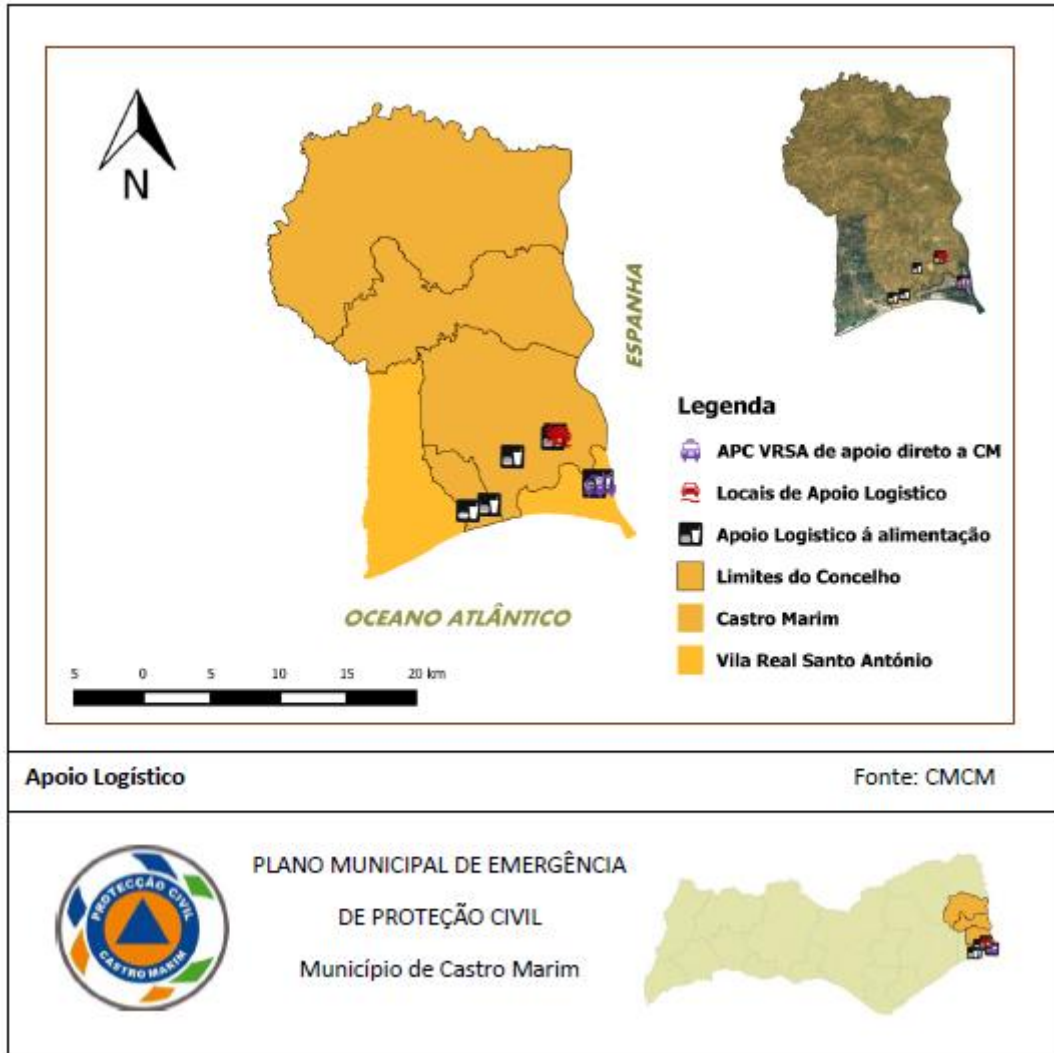 N
ESPANHA
OCEANO ATLÂNTICO
Legenda
APC VRSA de apoio direto a CM
Locais de Apoio Logistico
Apoio Logistico á alimentação
Limites do Concelho
Castro Marim
Vila Real Santo António
5 0 5 10 15 20 km
Apoio Logístico
Fonte: CMCM
PROTECÇÃO CIVIL
CASTRO MARIM
PLANO MUNICIPAL DE EMERGÊNCIA
DE PROTEÇÃO CIVIL
Município de Castro Marim